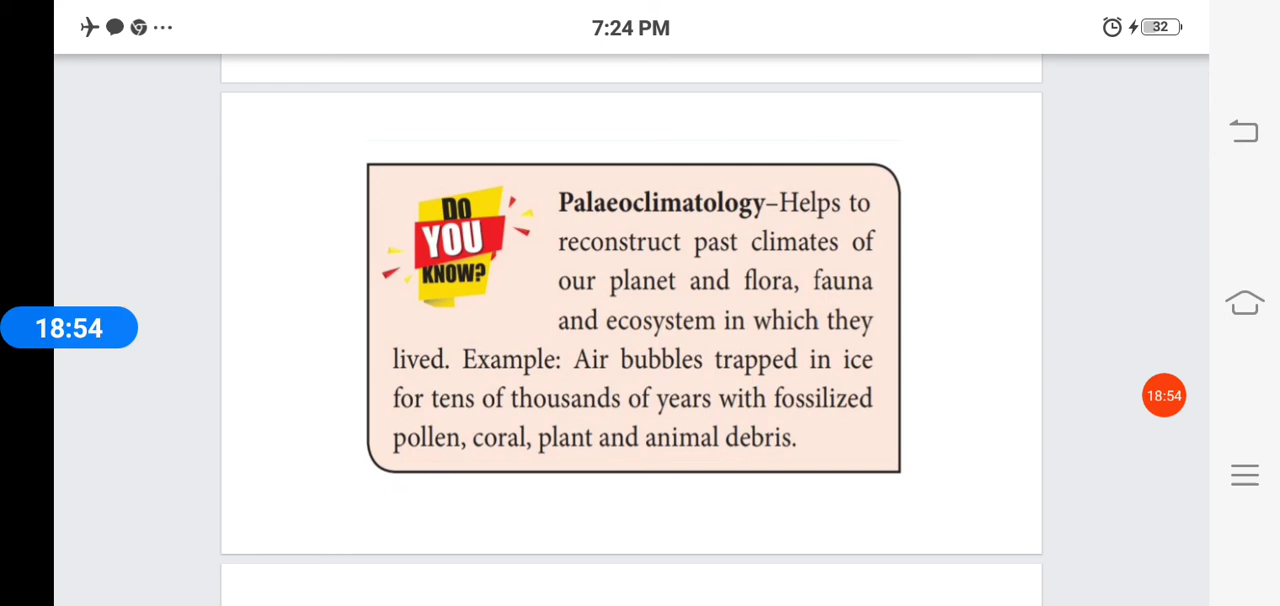 7:24 PM
32
18:54
18:54
DO
YOU
KNOW?
Palaeoclimatology–Helps to
reconstruct past climates of
our planet and flora, fauna
and ecosystem in which they
lived. Example: Air bubbles trapped in ice
for tens of thousands of years with fossilized
pollen, coral, plant and animal debris.